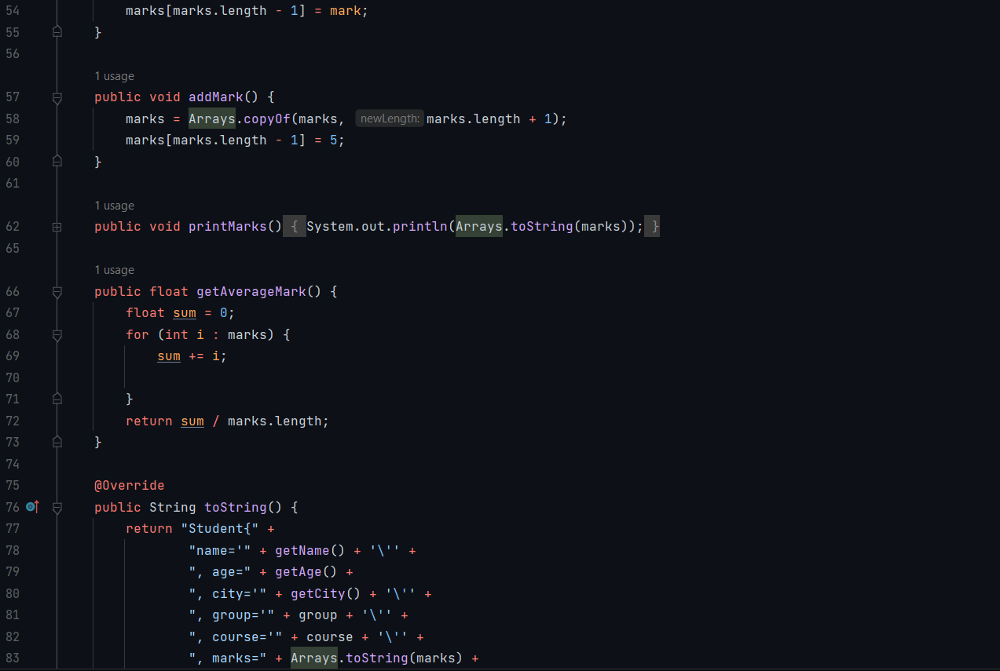 54 marks[marks.length - 1] = mark;
55 }
56
1 usage
57 public void addMark() {
58 marks = Arrays.copyOf(marks, newLength: marks.length + 1);
59 marks[marks.length - 1] = 5;
60 }
61
1 usage
62 public void printMarks() { System.out.println(Arrays.toString(marks)); }
65
1 usage
66 public float getAverageMark() {
67 float sum = 0;
68 for (int i : marks) {
69 sum += i;
70
71 }
72 return sum / marks.length;
73 }
74
75 @Override
76 public String toString() {
77 return "Student{" +
78 "name='" + getName() + '\'' +
79 ", age=" + getAge() +
80 ", city='" + getCity() + '\'' +
81 ", group='" + group + '\'' +
82 ", course='" + course + '\'' +
83 ", marks=" + Arrays.toString(marks) +